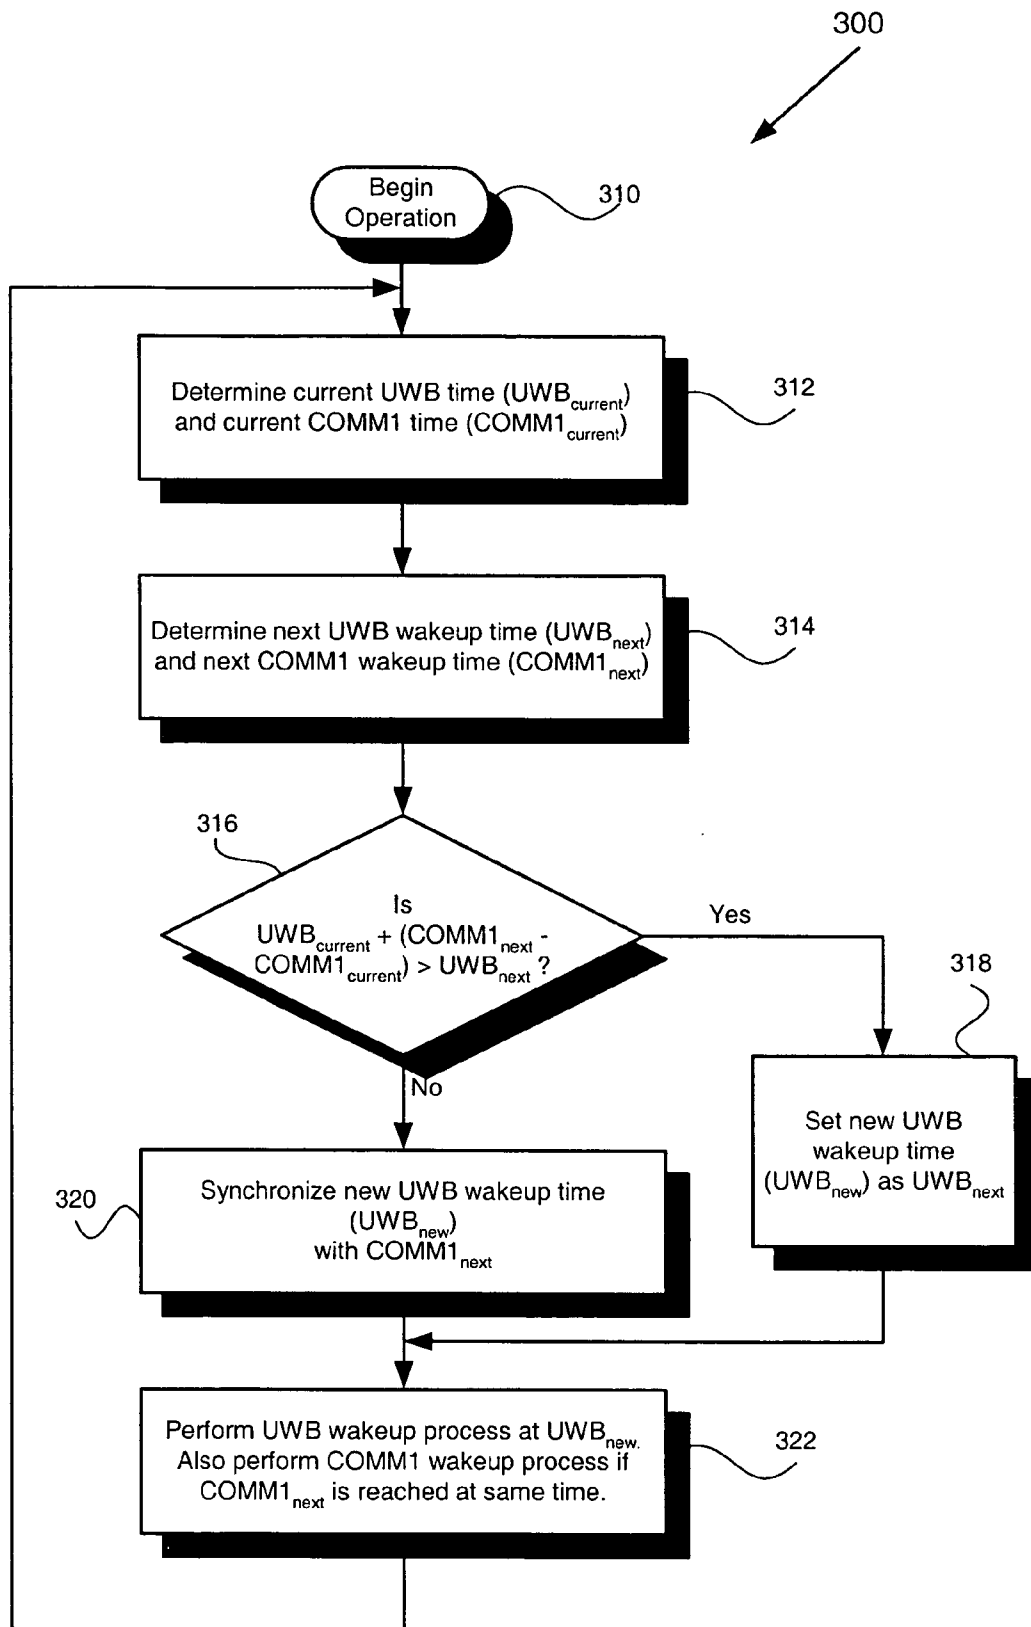 300
Begin
Operation
310
Determine current UWB time (UWBcurrent)
and current COMM1 time (COMM1current)
312
Determine next UWB wakeup time (UWBnext)
and next COMM1 wakeup time (COMM1next)
314
316
Is
UWBcurrent + (COMM1next -
COMM1current) > UWBnext ?
Yes
No
318
Set new UWB
wakeup time
(UWBnew) as UWBnext
320
Synchronize new UWB wakeup time
(UWBnew)
with COMM1next
Perform UWB wakeup process at UWBnew.
Also perform COMM1 wakeup process if
COMM1next is reached at same time.
322